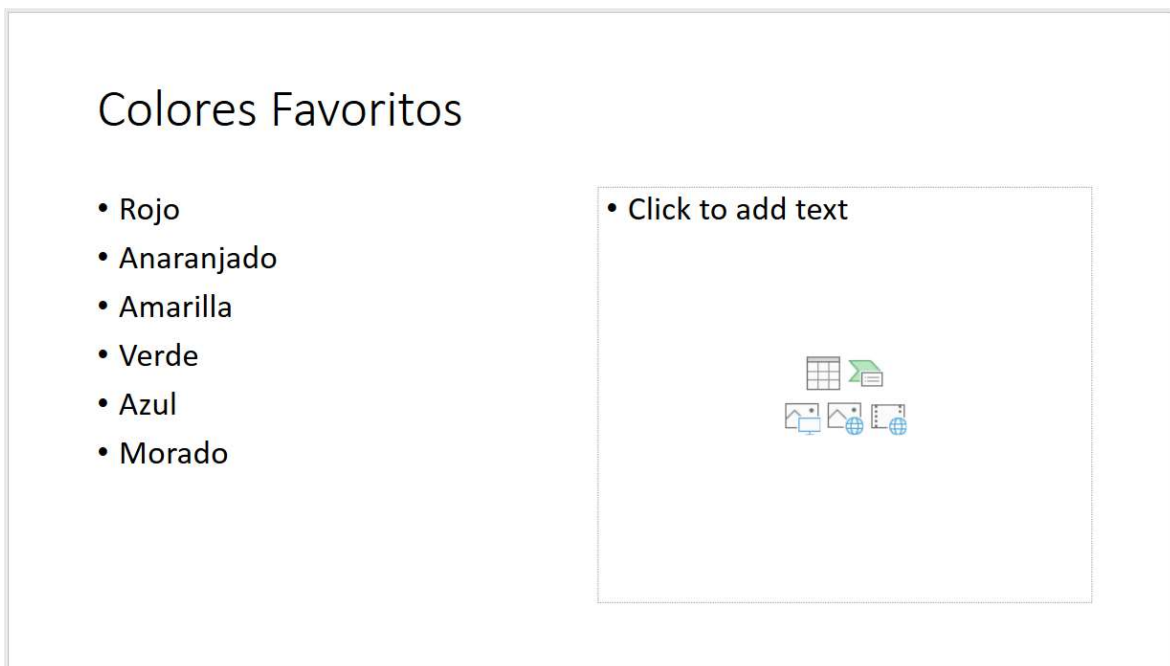 Colores Favoritos
• Rojo
• Anaranjado
• Amarilla
• Verde
• Azul
• Morado
• Click to add text